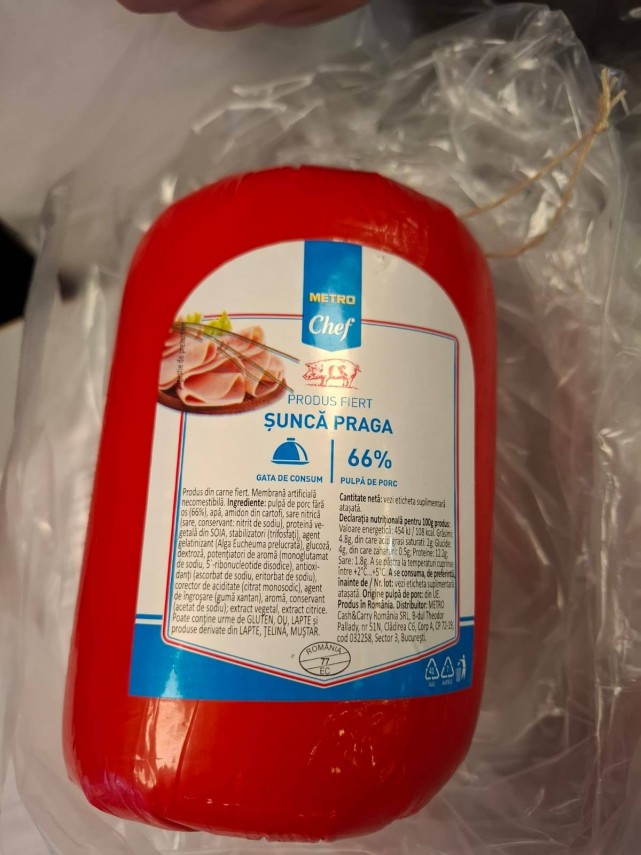 METRO
Chef
PRODUS FIERT
ȘUNCĂ PRAGA
GATA DE CONSUM
66%
PULPĂ DE PORC
Produs din carne fiert. Membrană artificială
necomestibilă. Ingrediente: pulpă de porc fără
os (66%), apă, amidon din cartofi, sare nitrică
(sare, conservant: nitrit de sodiu), proteină ve-
getală din SOIA, stabilizatori (trifosfați), agent
gelatinizant (Alga Eucheuma prelucrată), glucoză,
dextroză, potențiatori de aromă (monoglutamat
de sodiu, 5'-ribonucleotide disodice), antioxi-
danți (ascorbat de sodiu, eritorbat de sodiu),
corector de aciditate (citrat monosodic), agent
de îngroșare (gumă xantan), aromă, conservant
(acetat de sodiu); extract vegetal, extract citrice.
Poate conține urme de GLUTEN, OU, LAPTE și
produse derivate din LAPTE, ȚELINĂ, MUȘTAR.
Cantitate netă: vezi eticheta suplimentară
atașată.
Declarația nutrițională pentru 100g produs:
Valoare energetică: 454 kJ / 108 kcal, Grăsimi:
4.8g, din care acizi grași saturați: 2g; Glucide:
4g, din care zaharuri: 0.5g; Proteine: 12.2g;
Sare: 1.8g. A se păstra la temperaturi cuprinse
între +2°C...+5°C. A se consuma, de preferință,
înainte de / Nr. lot: vezi eticheta suplimentară
atașată. Origine pulpă de porc: din UE.
Produs în România. Distribuitor: METRO
Cash&Carry România SRL, B-dul Theodor
Pallady, nr 51N, Clădirea C6, Corp A, CP 72-19,
cod 032258, Sector 3, București.
ROMÂNIA
77
EC